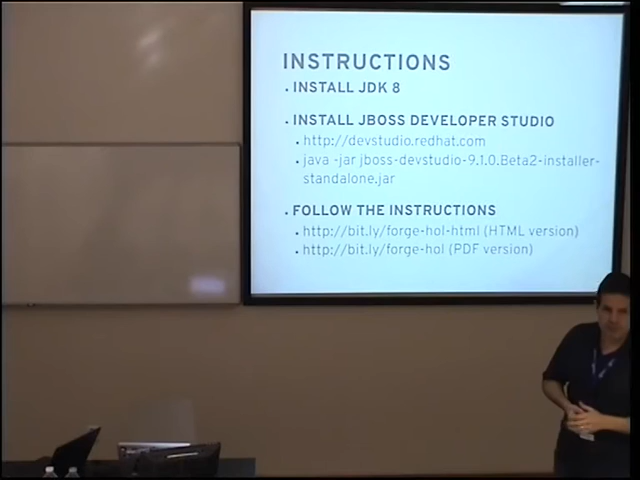 INSTRUCTIONS
• INSTALL JDK 8
• INSTALL JBOSS DEVELOPER STUDIO
• http://devstudio.redhat.com
• java -jar jboss-devstudio-9.1.0.Beta2-installer-
standalone.jar
• FOLLOW THE INSTRUCTIONS
• http://bit.ly/forge-hol-html (HTML version)
• http://bit.ly/forge-hol (PDF version)